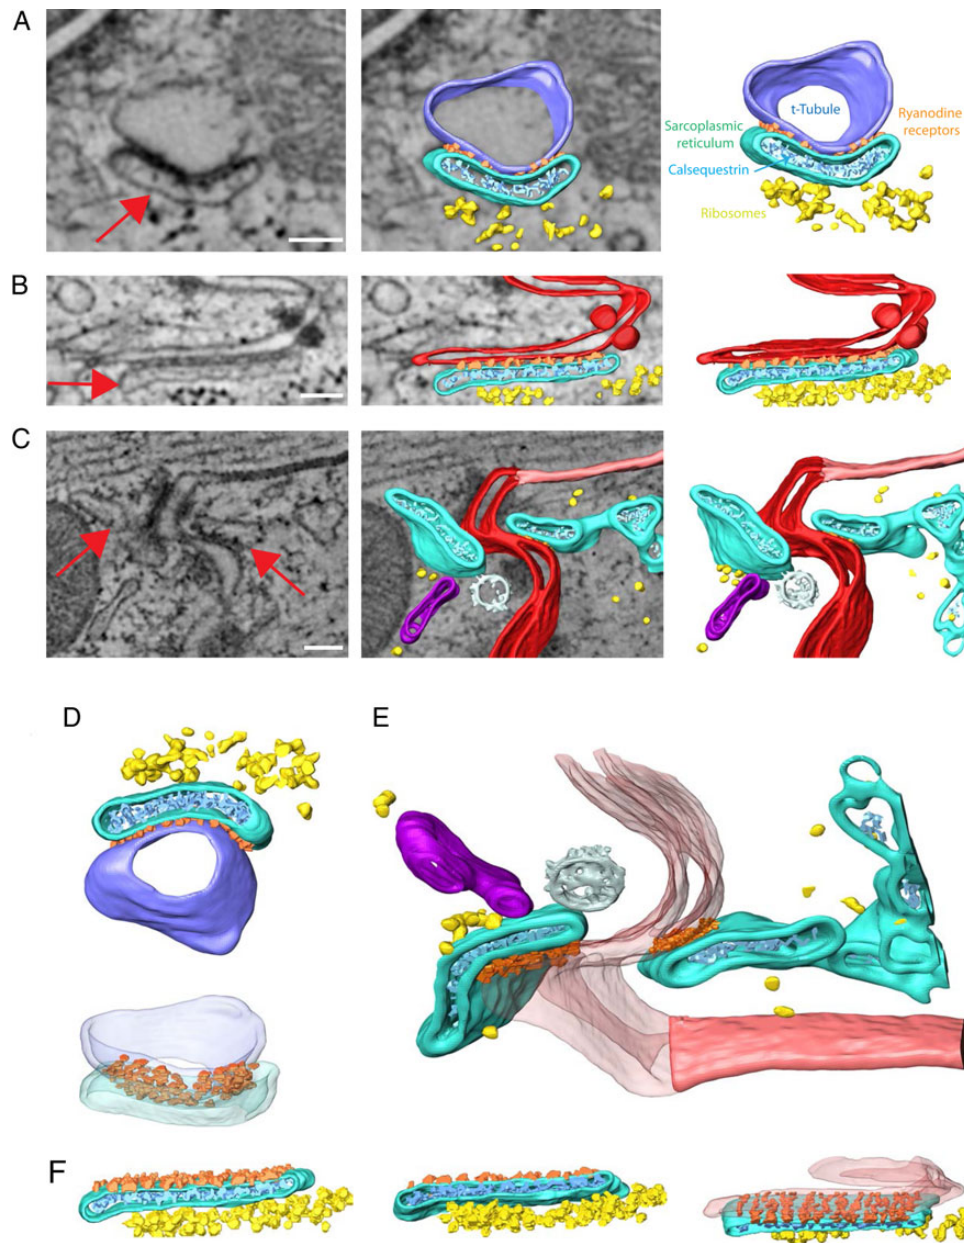 A
t-Tubule
Sarcoplasmic
reticulum
Ryanodine
receptors
Calsequestrin
Ribosomes
B
C
D
E
F